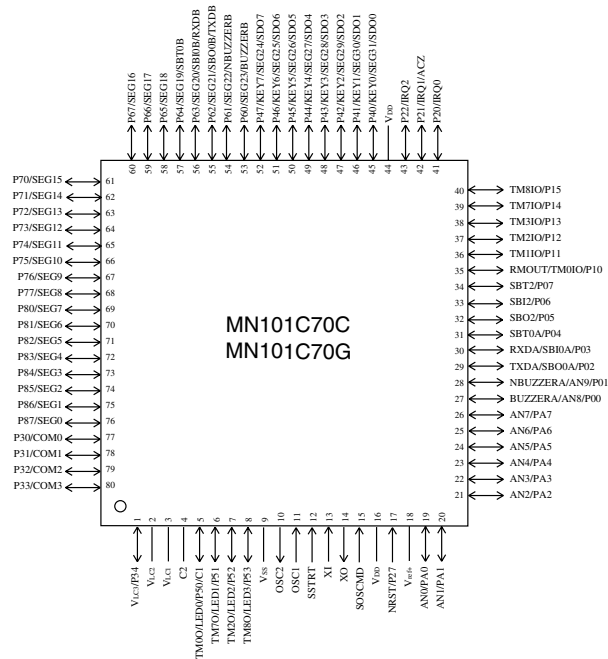 P67/SEG16
P66/SEG17
P65/SEG18
P64/SEG19/SBT0B
P63/SEG20/SBI0B/RXDB
P62/SEG21/SBO0B/TXDB
P61/SEG22/NBUZZERB
P60/SEG23/BUZZERB
P47/KEY7/SEG24/SDO7
P46/KEY6/SEG25/SDO6
P45/KEY5/SEG26/SDO5
P44/KEY4/SEG27/SDO4
P43/KEY3/SEG28/SDO3
P42/KEY2/SEG29/SDO2
P41/KEY1/SEG30/SDO1
P40/KEY0/SEG31/SDO0
VDD
P22/IRQ2
P21/IRQ1/ACZ
P20/IRQ0
60 59 58 57 56 55 54 53 52 51 50 49 48 47 46 45 44 43 42 41
P70/SEG15 61
P71/SEG14 62
P72/SEG13 63
P73/SEG12 64
P74/SEG11 65
P75/SEG10 66
P76/SEG9 67
P77/SEG8 68
P80/SEG7 69
P81/SEG6 70
P82/SEG5 71
P83/SEG4 72
P84/SEG3 73
P85/SEG2 74
P86/SEG1 75
P87/SEG0 76
P30/COM0 77
P31/COM1 78
P32/COM2 79
P33/COM3 80
MN101C70C
MN101C70G
40 TM8IO/P15
39 TM7IO/P14
38 TM3IO/P13
37 TM2IO/P12
36 TM1IO/P11
35 RMOUT/TM0IO/P10
34 SBT2/P07
33 SBI2/P06
32 SBO2/P05
31 SBT0A/P04
30 RXDA/SBI0A/P03
29 TXDA/SBO0A/P02
28 NBUZZERA/AN9/P01
27 BUZZERA/AN8/P00
26 AN7/PA7
25 AN6/PA6
24 AN5/PA5
23 AN4/PA4
22 AN3/PA3
21 AN2/PA2
1 2 3 4 5 6 7 8 9 10 11 12 13 14 15 16 17 18 19 20
VLC3/P34
VLC2
VLC1
C2
TM0O/LED0/P50/C1
TM7O/LED1/P51
TM2O/LED2/P52
TM8O/LED3/P53
VSS
OSC2
OSC1
SSTRT
XI
XO
SOSCMD
VDD
NRST/P27
Vref+
AN0/PA0
AN1/PA1